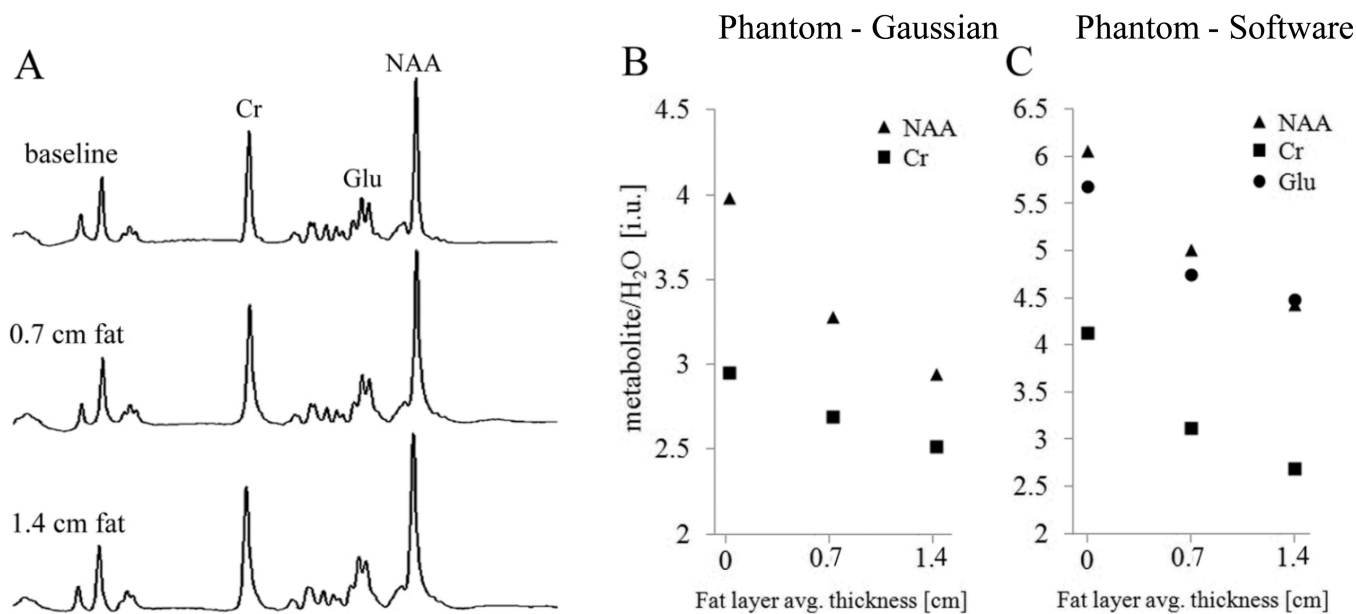 Phantom - Gaussian
Phantom - Software
A
NAA
Cr
baseline
Glu
0.7 cm fat
1.4 cm fat
B
4.5
4
3.5
3
2.5
2
metabolite/H₂O [i.u.]
NAA
Cr
0
0.7
1.4
Fat layer avg. thickness [cm]
C
6.5
6
5.5
5
4.5
4
3.5
3
2.5
2
NAA
Cr
Glu
0
0.7
1.4
Fat layer avg. thickness [cm]